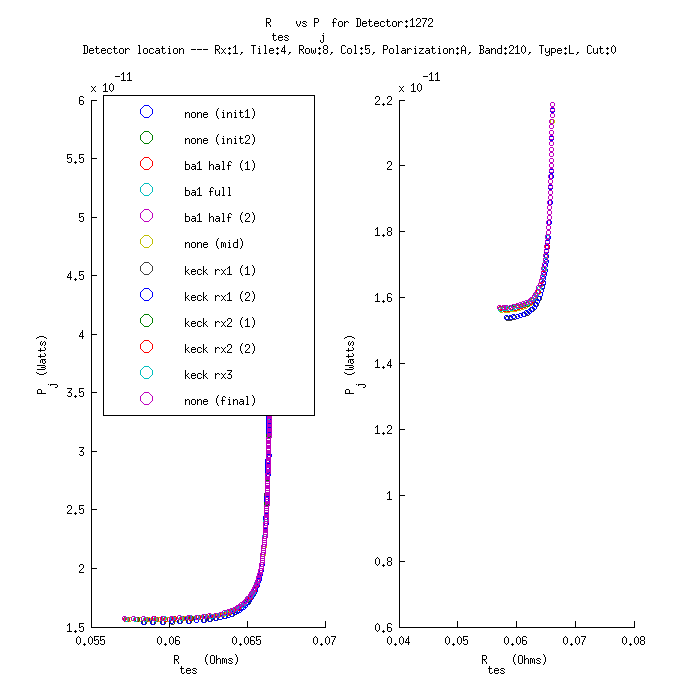 R    vs P  for Detector:1272
tes    j
Detector location --- Rx:1, Tile:4, Row:8, Col:5, Polarization:A, Band:210, Type:L, Cut:0
x 10-11
6
5.5
5
4.5
4
3.5
3
2.5
2
1.5
P j (Watts)
none (init1)
none (init2)
ba1 half (1)
ba1 full
ba1 half (2)
none (mid)
keck rx1 (1)
keck rx1 (2)
keck rx2 (1)
keck rx2 (2)
keck rx3
none (final)
0.055 0.06 0.065 0.07
R tes (Ohms)
x 10-11
2.2
2
1.8
1.6
1.4
1.2
1
0.8
0.6
P j (Watts)
0.04 0.05 0.06 0.07 0.08
R tes (Ohms)